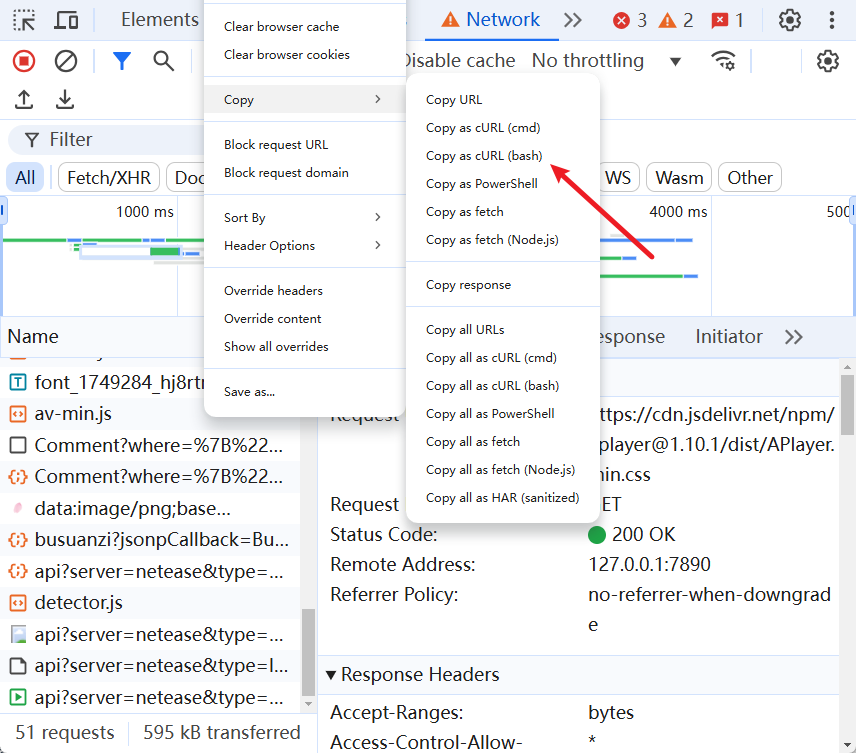 Elements
Network
3
2
1
Disable cache
No throttling
Filter
All
Fetch/XHR
Doc
WS
Wasm
Other
1000 ms
4000 ms
500
Clear browser cache
Clear browser cookies
Copy
Block request URL
Block request domain
Sort By
Header Options
Override headers
Override content
Show all overrides
Save as...
Copy URL
Copy as cURL (cmd)
Copy as cURL (bash)
Copy as PowerShell
Copy as fetch
Copy as fetch (Node.js)
Copy response
Copy all URLs
Copy all as cURL (cmd)
Copy all as cURL (bash)
Copy all as PowerShell
Copy all as fetch
Copy all as fetch (Node.js)
Copy all as HAR (sanitized)
Name
esponse
Initiator
font_1749284_hj8rtr
av-min.js
Comment?where=%7B%22...
Comment?where=%7B%22...
data:image/png;base...
busuanzi?jsonpCallback=Bu...
api?server=netease&type=...
detector.js
api?server=netease&type=...
api?server=netease&type=l...
api?server=netease&type=...
51 requests
595 kB transferred
Request
ttps://cdn.jsdelivr.net/npm/
player@1.10.1/dist/APlayer.
min.css
Request
ET
Status Code:
200 OK
Remote Address:
127.0.0.1:7890
Referrer Policy:
no-referrer-when-downgrad
e
Response Headers
Accept-Ranges:
bytes
Access-Control-Allow-
*